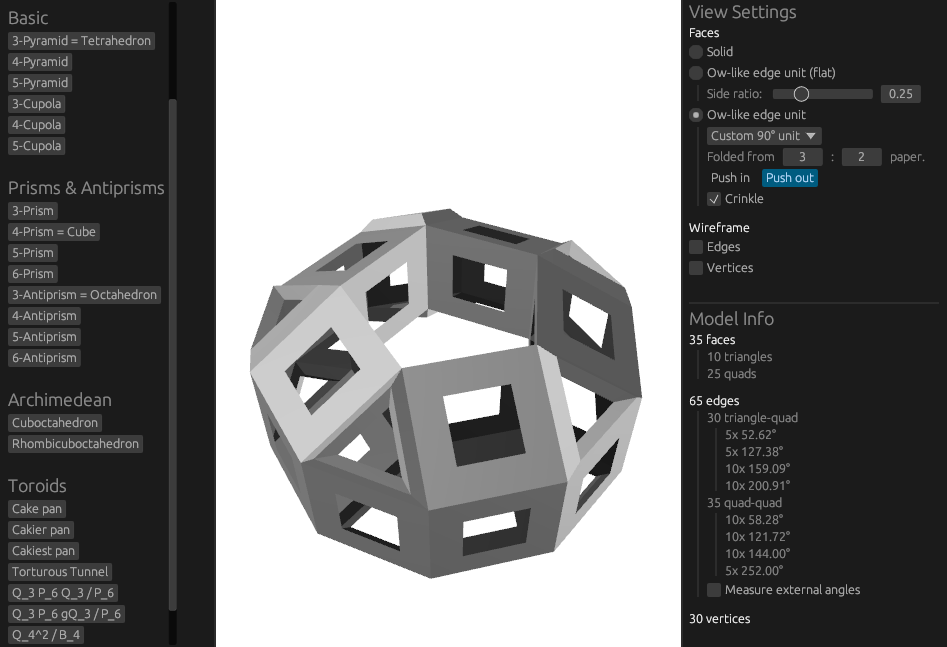 Basic
3-Pyramid = Tetrahedron
4-Pyramid
5-Pyramid
3-Cupola
4-Cupola
5-Cupola
Prisms & Antiprisms
3-Prism
4-Prism = Cube
5-Prism
6-Prism
3-Antiprism = Octahedron
4-Antiprism
5-Antiprism
6-Antiprism
Archimedean
Cuboctahedron
Rhombicuboctahedron
Toroids
Cake pan
Cakier pan
Cakiest pan
Torturous Tunnel
Q_3 P_6 Q_3 / P_6
Q_3 P_6 gQ_3 / P_6
Q_4^2 / B_4
View Settings
Faces
Solid
Ow-like edge unit (flat)
Side ratio: 0.25
Ow-like edge unit
Custom 90° unit
Folded from 3 : 2 paper.
Push in Push out
Crinkle
Wireframe
Edges
Vertices
Model Info
35 faces
10 triangles
25 quads
65 edges
30 triangle-quad
5x 52.62°
5x 127.38°
10x 159.09°
10x 200.91°
35 quad-quad
10x 58.28°
10x 121.72°
10x 144.00°
5x 252.00°
Measure external angles
30 vertices